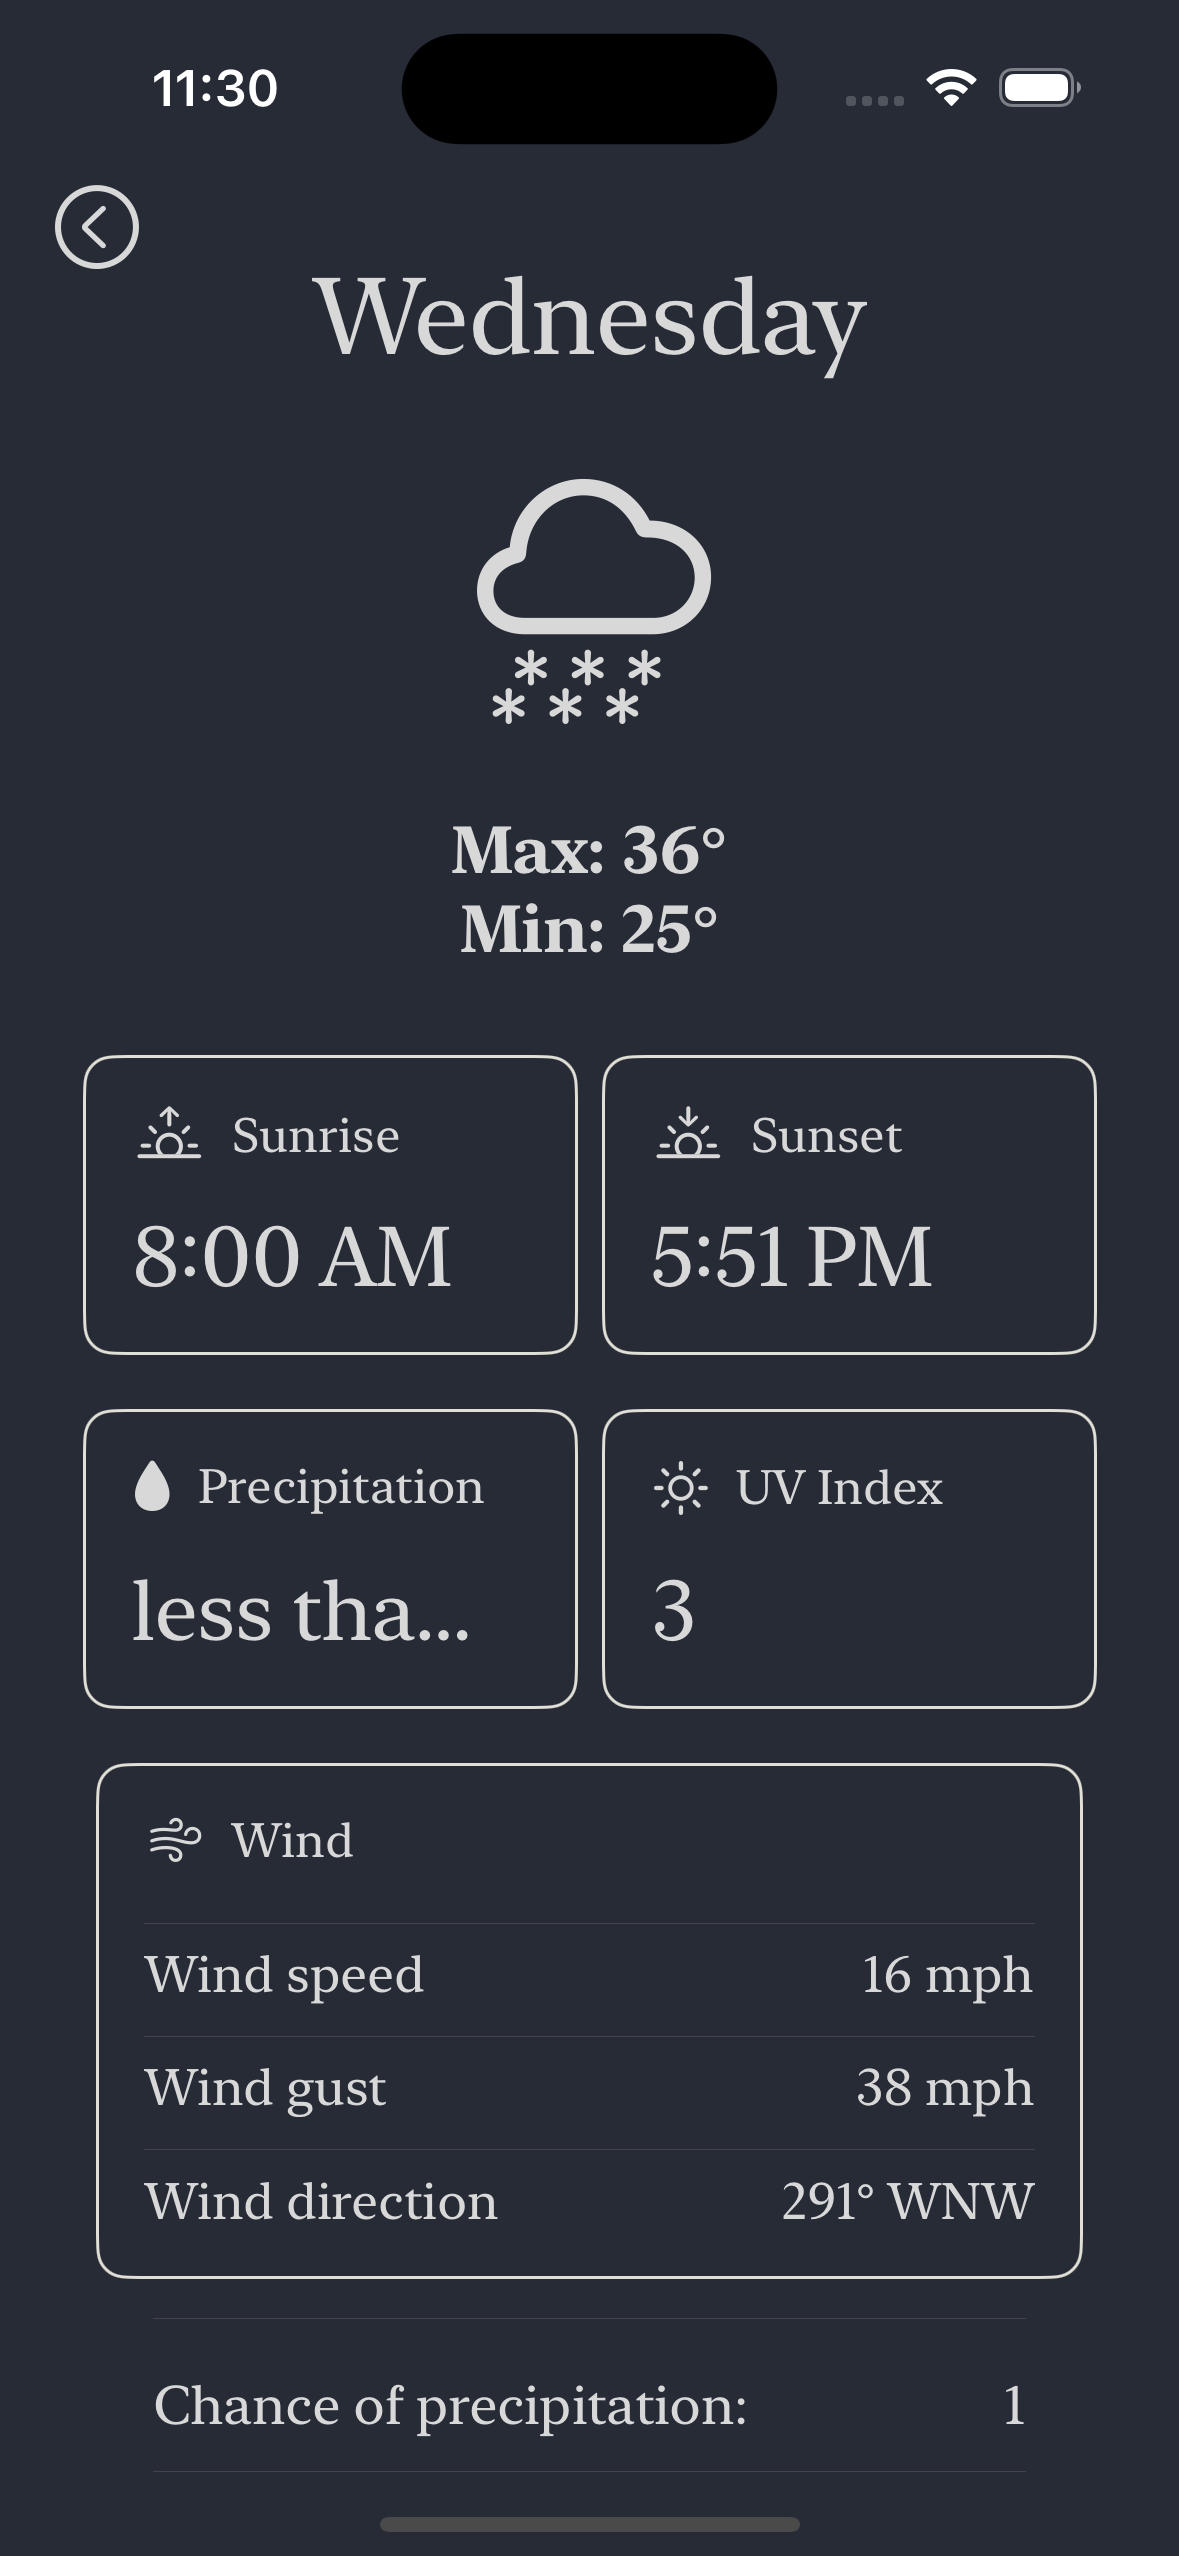 11:30
Wednesday
Max: 36°
Min: 25°
Sunrise
8:00 AM
Sunset
5:51 PM
Precipitation
less tha...
UV Index
3
Wind
Wind speed 16 mph
Wind gust 38 mph
Wind direction 291° WNW
Chance of precipitation: 1